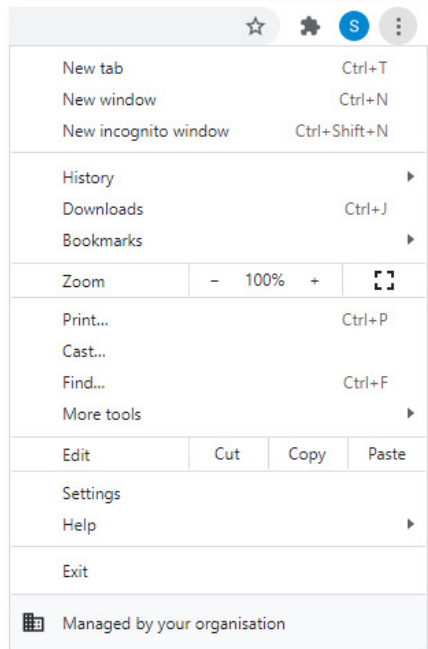 S
New tab Ctrl+T
New window Ctrl+N
New incognito window Ctrl+Shift+N
History
Downloads Ctrl+J
Bookmarks
Zoom - 100% +
Print... Ctrl+P
Cast...
Find... Ctrl+F
More tools
Edit Cut Copy Paste
Settings
Help
Exit
Managed by your organisation